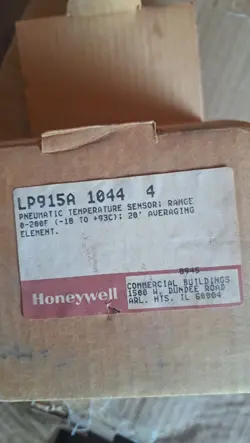 LP915A 1044 4
PNEUMATIC TEMPERATURE SENSOR; RANGE
0-200F (-18 TO +93C); 20' AVERAGING
ELEMENT.
0945
Honeywell
COMMERCIAL BUILDINGS
1500 W. DUNDEE ROAD
ARL. HTS. IL 60004